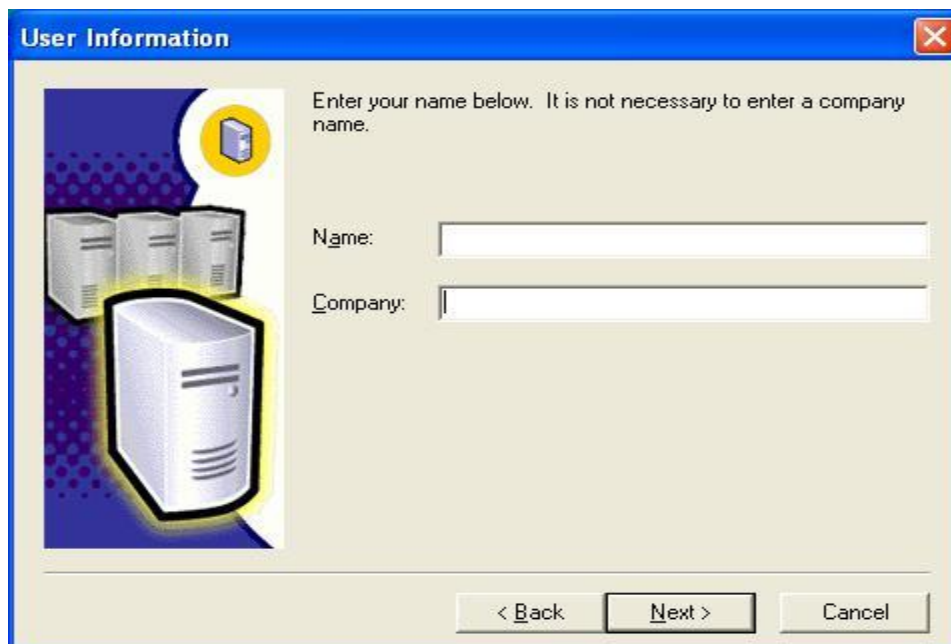 User Information
Enter your name below. It is not necessary to enter a company
name.
Name:
Company:
< Back
Next >
Cancel